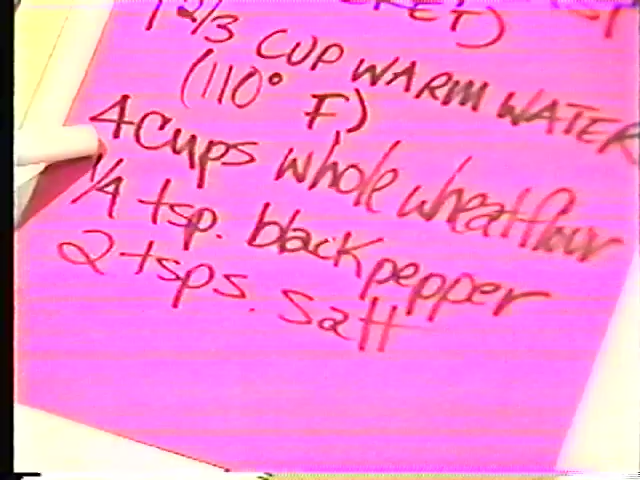 1 2/3 CUP WARM WATER
(110° F)
4 cups whole wheat flour
1/4 tsp. black pepper
2 tsps. salt